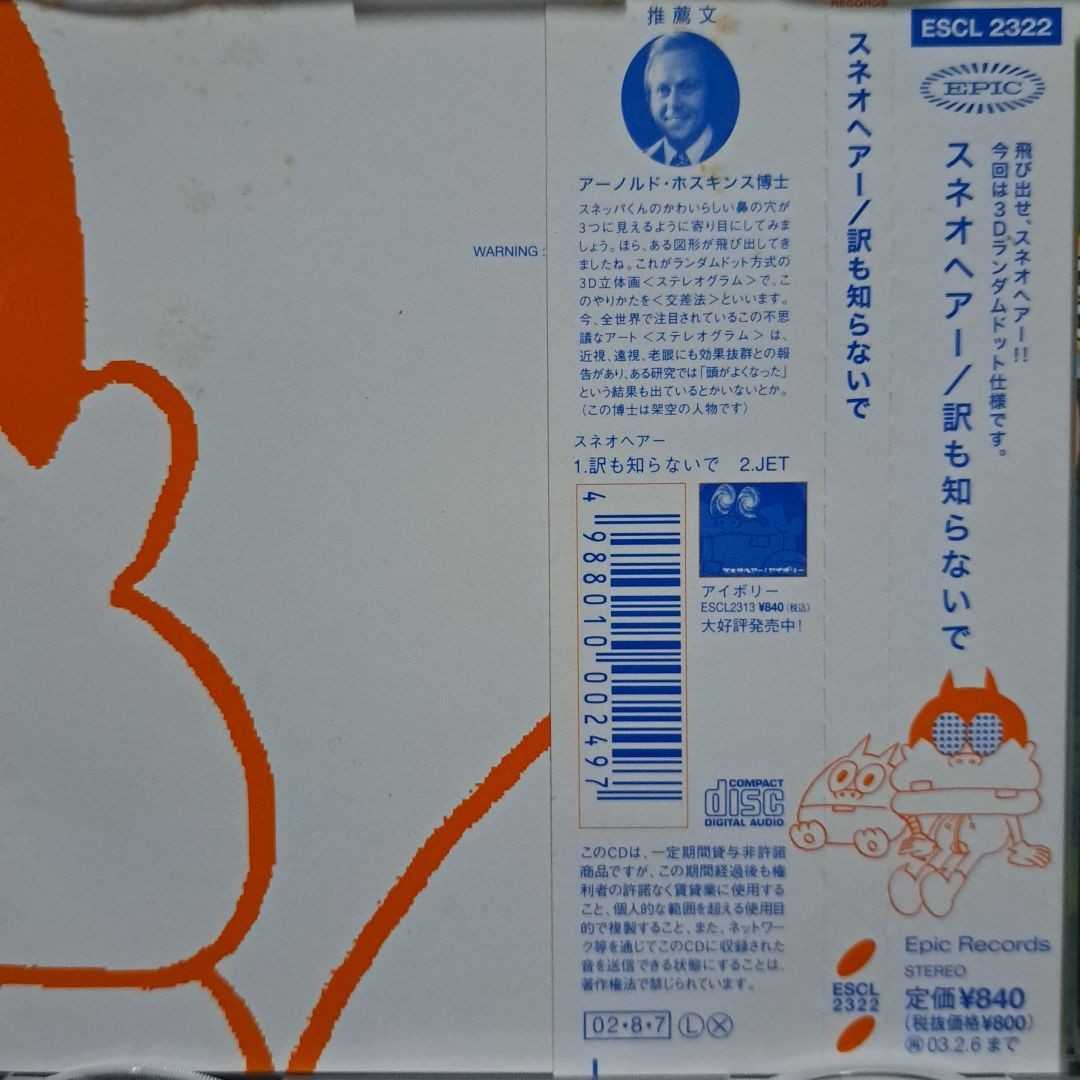 WARNING :
推薦文
アーノルド・ホスキンス博士
スネッパくんのかわいらしい鼻の穴が
3つに見えるように寄り目にしてみま
しょう。ほら、ある図形が飛び出してき
ましたね。これがランダムドット方式の
3D立体画<ステレオグラム>で、こ
のやりかたを<交差法>といいます。
今、全世界で注目されているこの不思
議なアート<ステレオグラム>は、
近視、遠視、老眼にも効果抜群との報
告があり、ある研究では「頭がよくなった」
という結果も出ているとかいないとか。
(この博士は架空の人物です)
スネオヘアー
1.訳も知らないで 2.JET
4 988010 002497
スネオヘアー/アイボリー
アイボリー
ESCL2313 ¥840(税込)
大好評発売中!
COMPACT
disc
DIGITAL AUDIO
このCDは、一定期間貸与非許諾
商品ですが、この期間経過後も権
利者の許諾なく賃貸業に使用する
こと、個人的な範囲を超える使用目
的で複製すること、また、ネットワー
ク等を通じてこのCDに収録された
音を送信できる状態にすることは、
著作権法で禁じられています。
02・8・7 L X
RECORDS
スネオヘアー/訳も知らないで
ESCL
2322
ESCL 2322
EPIC
飛び出せ、スネオヘアー!!
今回は3Dランダムドット仕様です。
スネオヘアー/訳も知らないで
Epic Records
STEREO
定価¥840
(税抜価格¥800)
再03.2.6まで